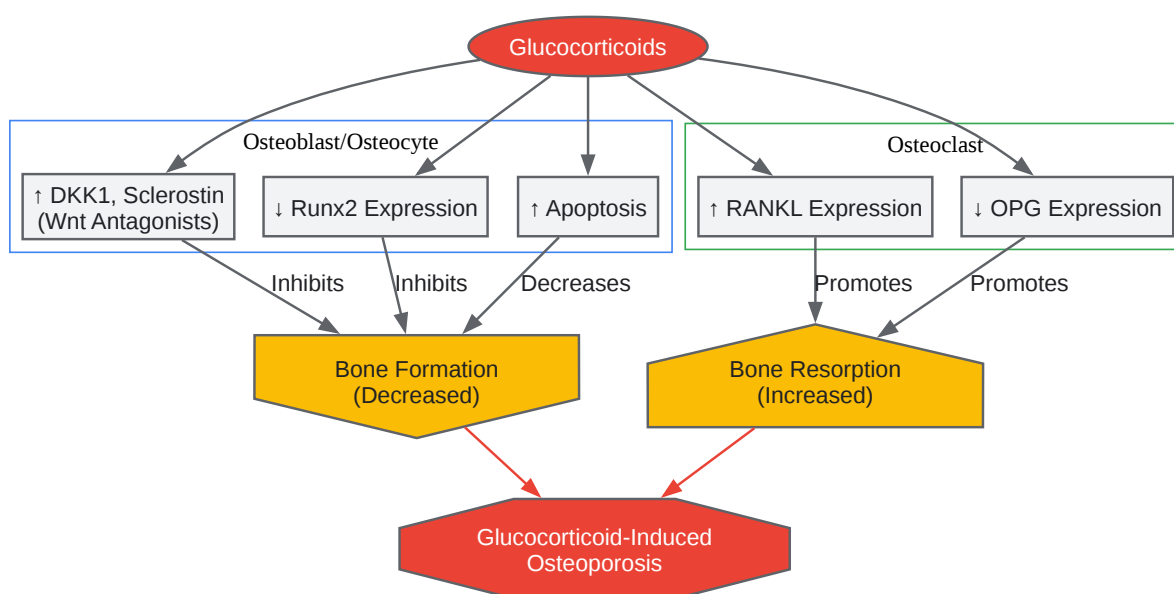 Glucocorticoids
Osteoblast/Osteocyte
Osteoclast
↑ DKK1, Sclerostin
(Wnt Antagonists)
↓ Runx2 Expression
↑ Apoptosis
↑ RANKL Expression
↓ OPG Expression
Inhibits
Inhibits
Decreases
Promotes
Promotes
Bone Formation
(Decreased)
Bone Resorption
(Increased)
Glucocorticoid-Induced
Osteoporosis